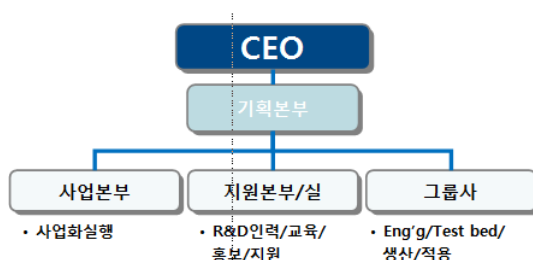 CEO
기획본부
사업본부
지원본부/실
그룹사
• 사업화실행
• R&D인력/교육/
홍보/지원
• Eng'g/Test bed/
생산/적용